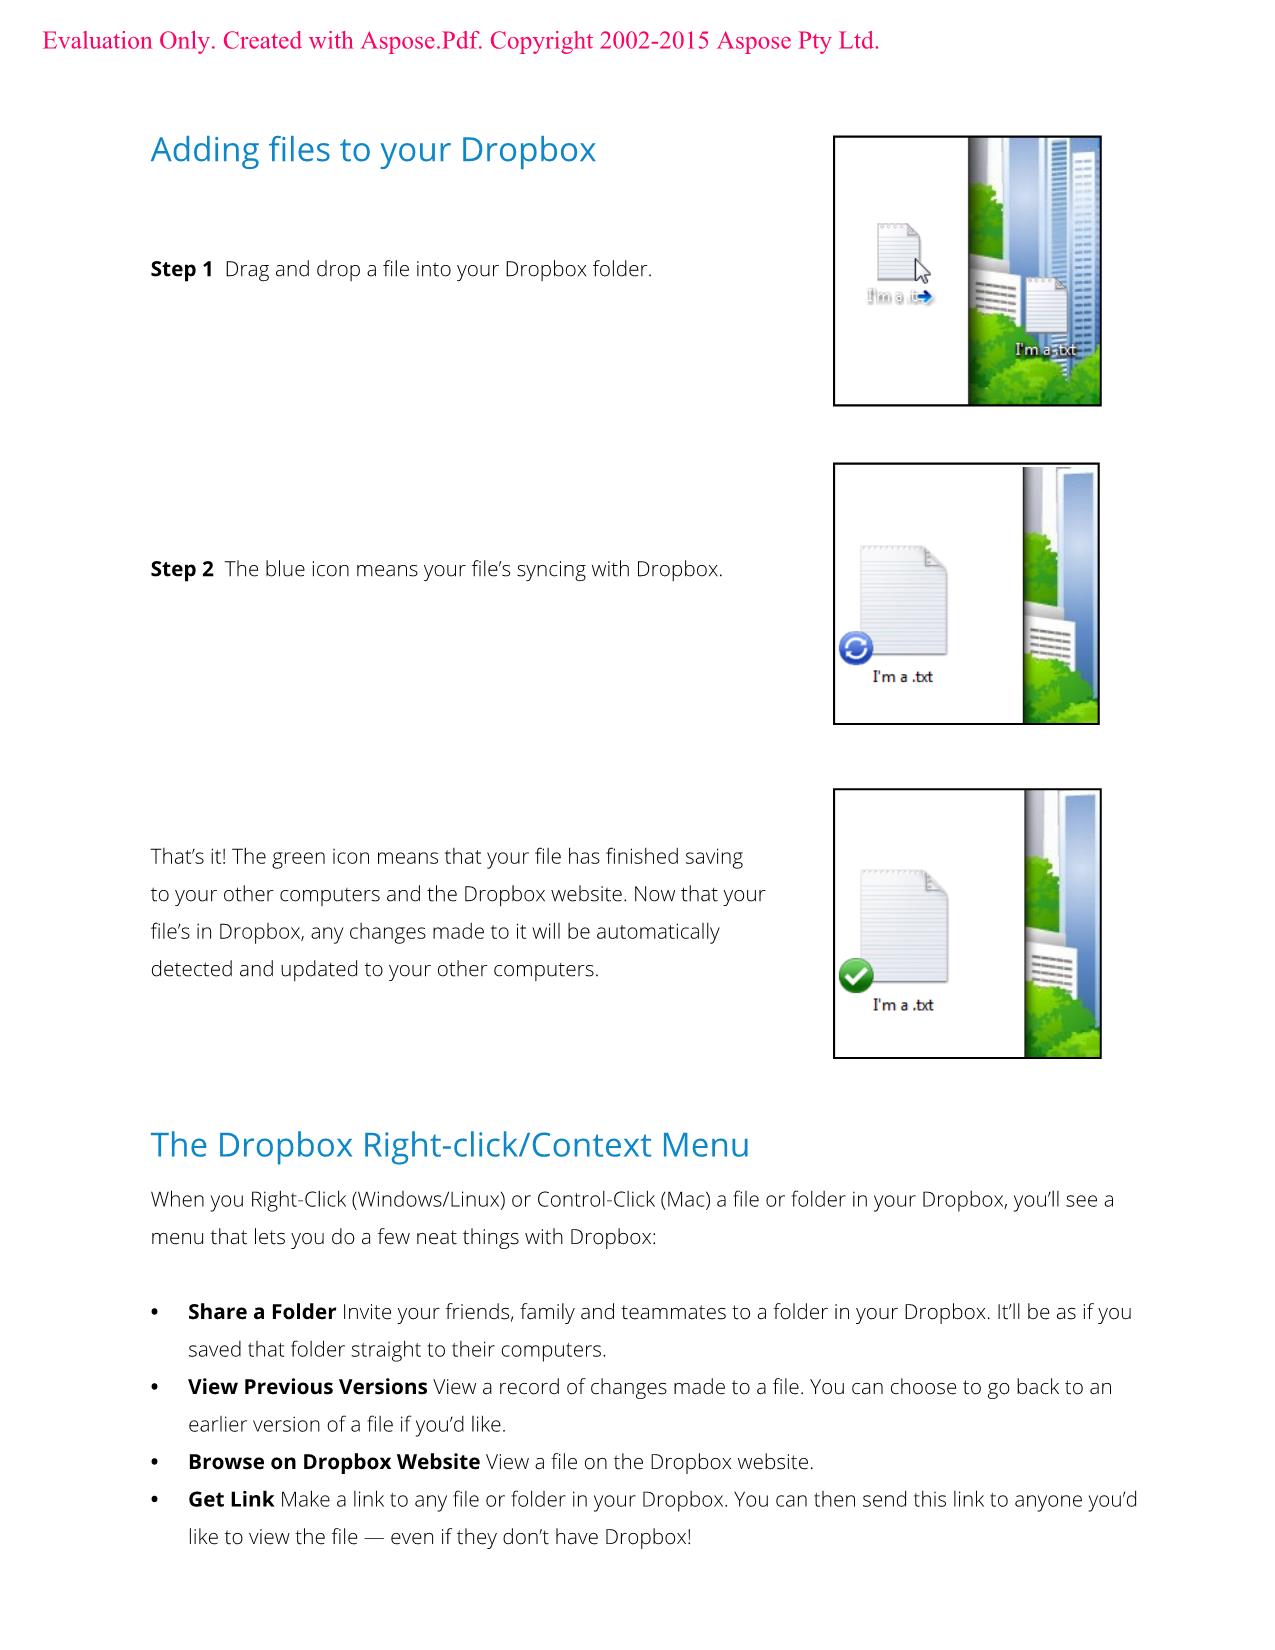 Evaluation Only. Created with Aspose.Pdf. Copyright 2002-2015 Aspose Pty Ltd.
Adding files to your Dropbox
Step 1 Drag and drop a file into your Dropbox folder.
I'm a .txt
Step 2 The blue icon means your file’s syncing with Dropbox.
I'm a .txt
That’s it! The green icon means that your file has finished saving
to your other computers and the Dropbox website. Now that your
file’s in Dropbox, any changes made to it will be automatically
detected and updated to your other computers.
I'm a .txt
The Dropbox Right-click/Context Menu
When you Right-Click (Windows/Linux) or Control-Click (Mac) a file or folder in your Dropbox, you’ll see a
menu that lets you do a few neat things with Dropbox:
• Share a Folder Invite your friends, family and teammates to a folder in your Dropbox. It’ll be as if you
saved that folder straight to their computers.
• View Previous Versions View a record of changes made to a file. You can choose to go back to an
earlier version of a file if you’d like.
• Browse on Dropbox Website View a file on the Dropbox website.
• Get Link Make a link to any file or folder in your Dropbox. You can then send this link to anyone you’d
like to view the file — even if they don’t have Dropbox!